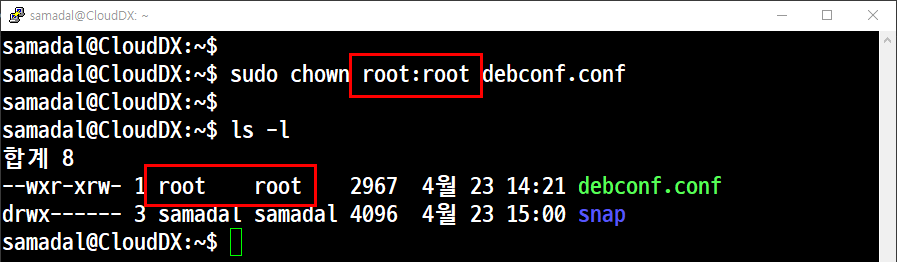 samadal@CloudDX: ~
samadal@CloudDX:~$
samadal@CloudDX:~$ sudo chown root:root debconf.conf
samadal@CloudDX:~$
samadal@CloudDX:~$ ls -l
합계 8
--wxr-xrw- 1 root    root    2967  4월 23 14:21 debconf.conf
drwx------ 3 samadal samadal 4096  4월 23 15:00 snap
samadal@CloudDX:~$